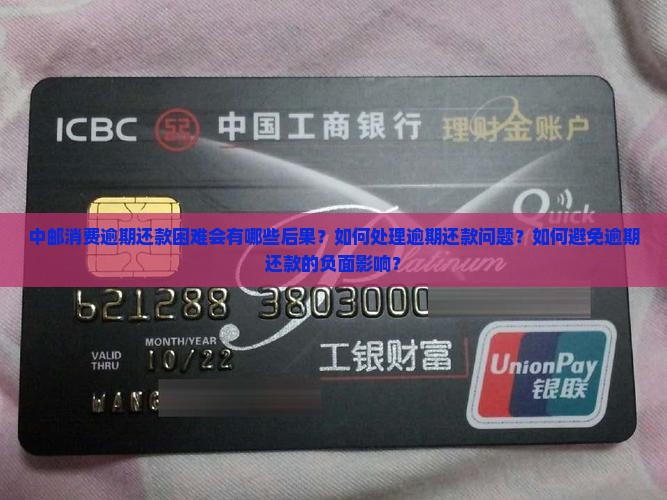 ICBC 中国工商银行 理财金账户
Quick
中邮消费逾期还款困难会有哪些后果？如何处理逾期还款问题？如何避免逾期
还款的负面影响？
Platinum
621288 3803000
MONTH/YEAR
VALID
THRU
10/22
工银财富
WANG
UnionPay
银联